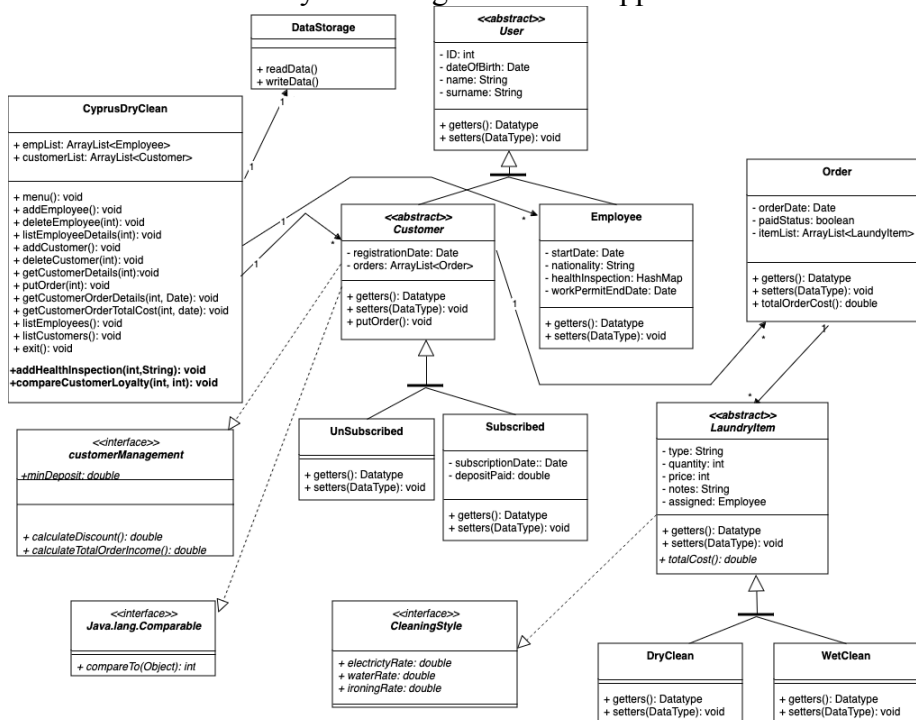 DataStorage
+ readData()
+ writeData()
<<abstract>>
User
- ID: int
- dateOfBirth: Date
- name: String
- surname: String
+ getters(): Datatype
+ setters(DataType): void
CyprusDryClean
+ empList: ArrayList<Employee>
+ customerList: ArrayList<Customer>
+ menu(): void
+ addEmployee(): void
+ deleteEmployee(int): void
+ listEmployeeDetails(int): void
+ addCustomer(): void
+ deleteCustomer(int): void
+ getCustomerDetails(int):void
+ putOrder(int): void
+ getCustomerOrderDetails(int, Date): void
+ getCustomerOrderTotalCost(int, date): void
+ listEmployees(): void
+ listCustomers(): void
+ exit(): void
+addHealthInspection(int,String): void
+compareCustomerLoyalty(int, int): void
1
1
1
1
*
*
<<abstract>>
Customer
- registrationDate: Date
- orders: ArrayList<Order>
+ getters(): Datatype
+ setters(DataType): void
+ putOrder(): void
Employee
- startDate: Date
- nationality: String
- healthInspection: HashMap
- workPermitEndDate: Date
+ getters(): Datatype
+ setters(DataType): void
Order
- orderDate: Date
- paidStatus: boolean
- itemList: ArrayList<LaundyItem>
+ getters(): Datatype
+ setters(DataType): void
+ totalOrderCost(): double
1
*
1
*
<<interface>>
customerManagement
+minDeposit: double
+ calculateDiscount(): double
+ calculateTotalOrderIncome(): double
UnSubscribed
+ getters(): Datatype
+ setters(DataType): void
Subscribed
- subscriptionDate:: Date
- depositPaid: double
+ getters(): Datatype
+ setters(DataType): void
<<abstract>>
LaundryItem
- type: String
- quantity: int
- price: int
- notes: String
- assigned: Employee
+ getters(): Datatype
+ setters(DataType): void
+ totalCost(): double
<<interface>>
Java.lang.Comparable
+ compareTo(Object): int
<<interface>>
CleaningStyle
+ electrictyRate: double
+ waterRate: double
+ ironingRate: double
DryClean
+ getters(): Datatype
+ setters(DataType): void
WetClean
+ getters(): Datatype
+ setters(DataType): void